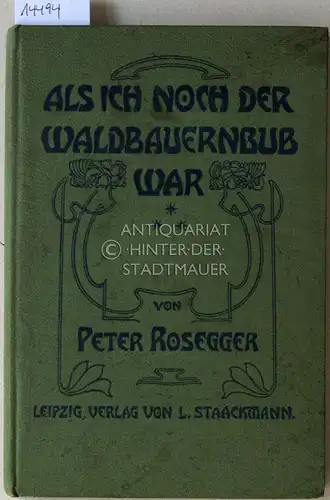 14494
ALS ICH NOCH DER
WALDBAUERNBUB
WAR
*
ANTIQUARIAT
© ·HINTER·DER·
STADTMAUER
VON
PETER ROSEGGER
LEIPZIG, VERLAG VON L. STAACKMANN.